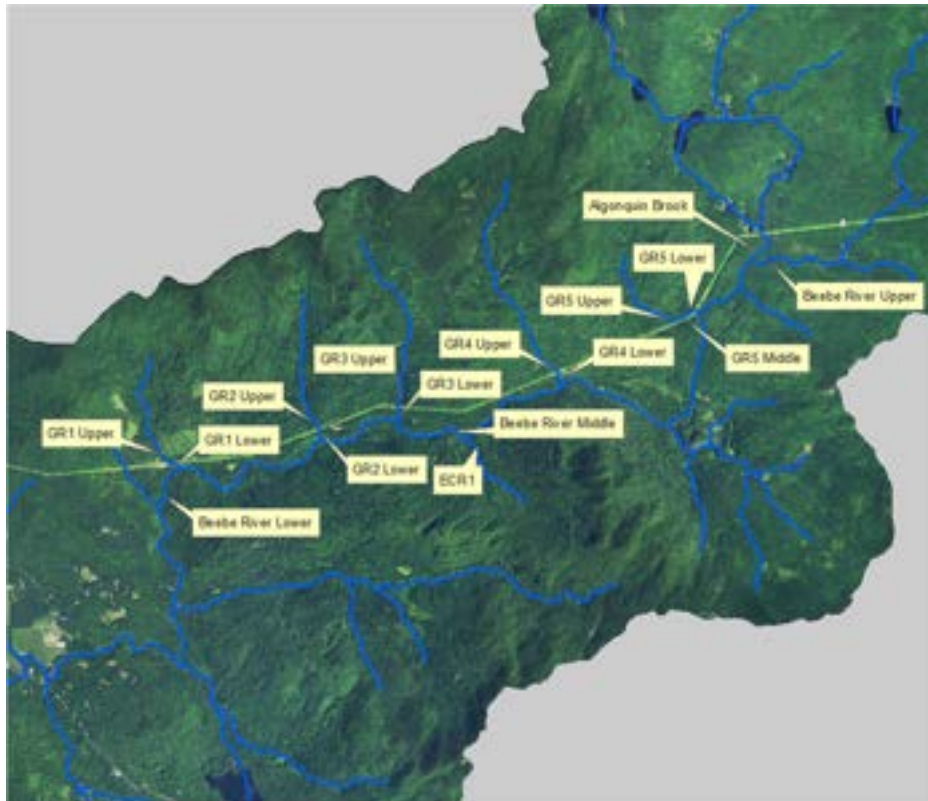 Algonquin Brook
GR5 Lower
Beebe River Upper
GR5 Upper
GR5 Middle
GR4 Upper
GR4 Lower
GR3 Upper
GR3 Lower
GR2 Upper
Beebe River Middle
GR1 Upper
GR1 Lower
GR2 Lower
ECR1
Beebe River Lower